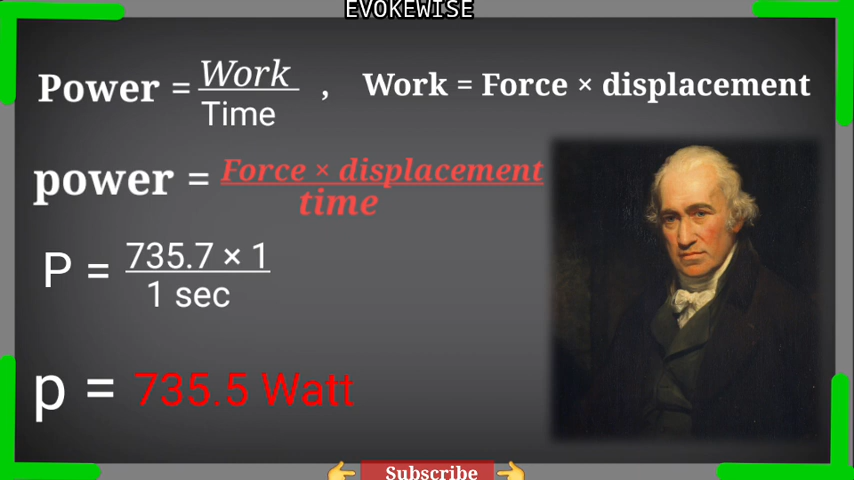 EVOKEWISE
Power = Work / Time , Work = Force × displacement
power = Force × displacement / time
P = 735.7 × 1 / 1 sec
p = 735.5 Watt
Subscribe